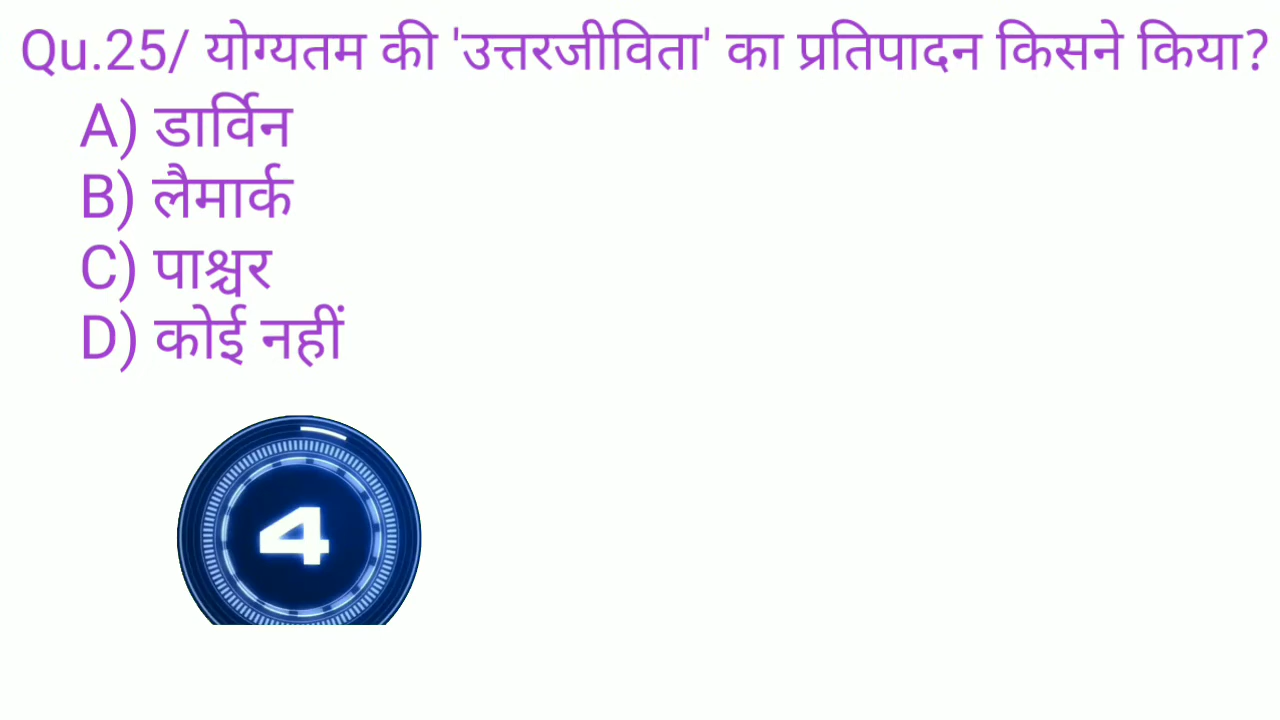 Qu.25/ योग्यतम की 'उत्तरजीविता' का प्रतिपादन किसने किया?
A) डार्विन
B) लैमार्क
C) पाश्चर
D) कोई नहीं
4